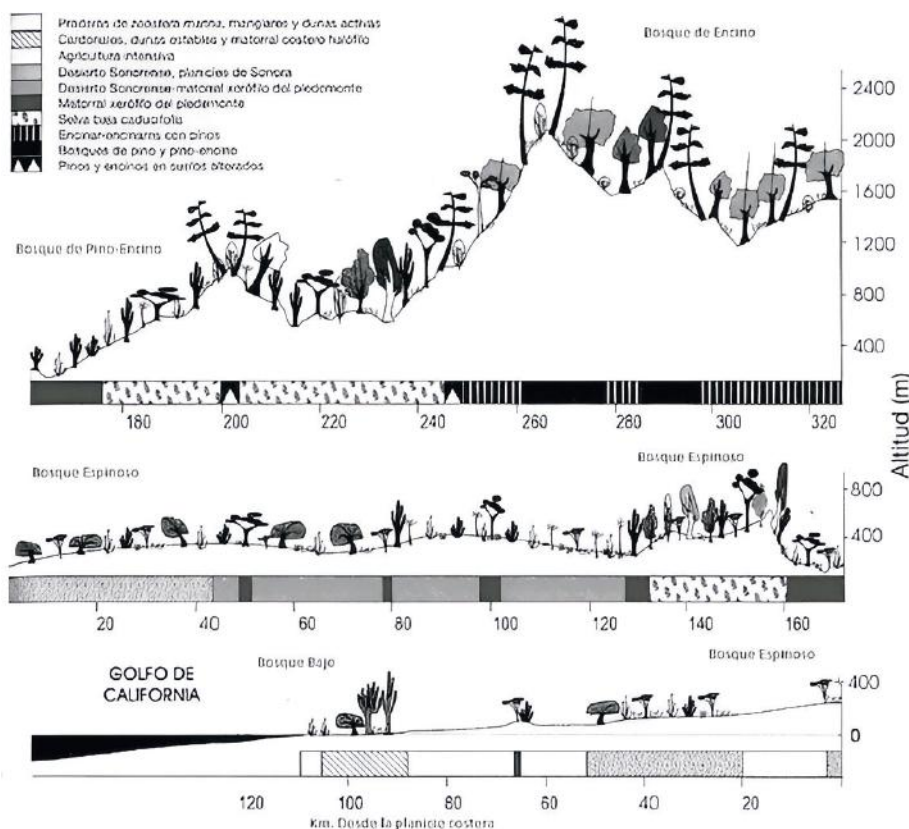 Praderas de zoostera marina, manglares y dunas activas
Cardonales, dunas estables y matorral costero halófilo
Agricultura intensiva
Desierto Sonorense, planicies de Sonora
Desierto Sonorense-matorral xerófilo del piedemonte
Matorral xerófilo del piedemonte
Selva baja caducifolia
Encinar-encinares con pinos
Bosques de pino y pino-encino
Pinos y encinos en surtios alterados
Bosque de Encino
Bosque de Pino-Encino
2400
2000
1600
1200
800
400
180 200 220 240 260 280 300 320
Altitud (m)
Bosque Espinoso
Bosque Espinoso
800
400
20 40 60 80 100 120 140 160
GOLFO DE
CALIFORNIA
Bosque Bajo
Bosque Espinoso
400
0
120 100 80 60 40 20
Km. Desde la planicie costera